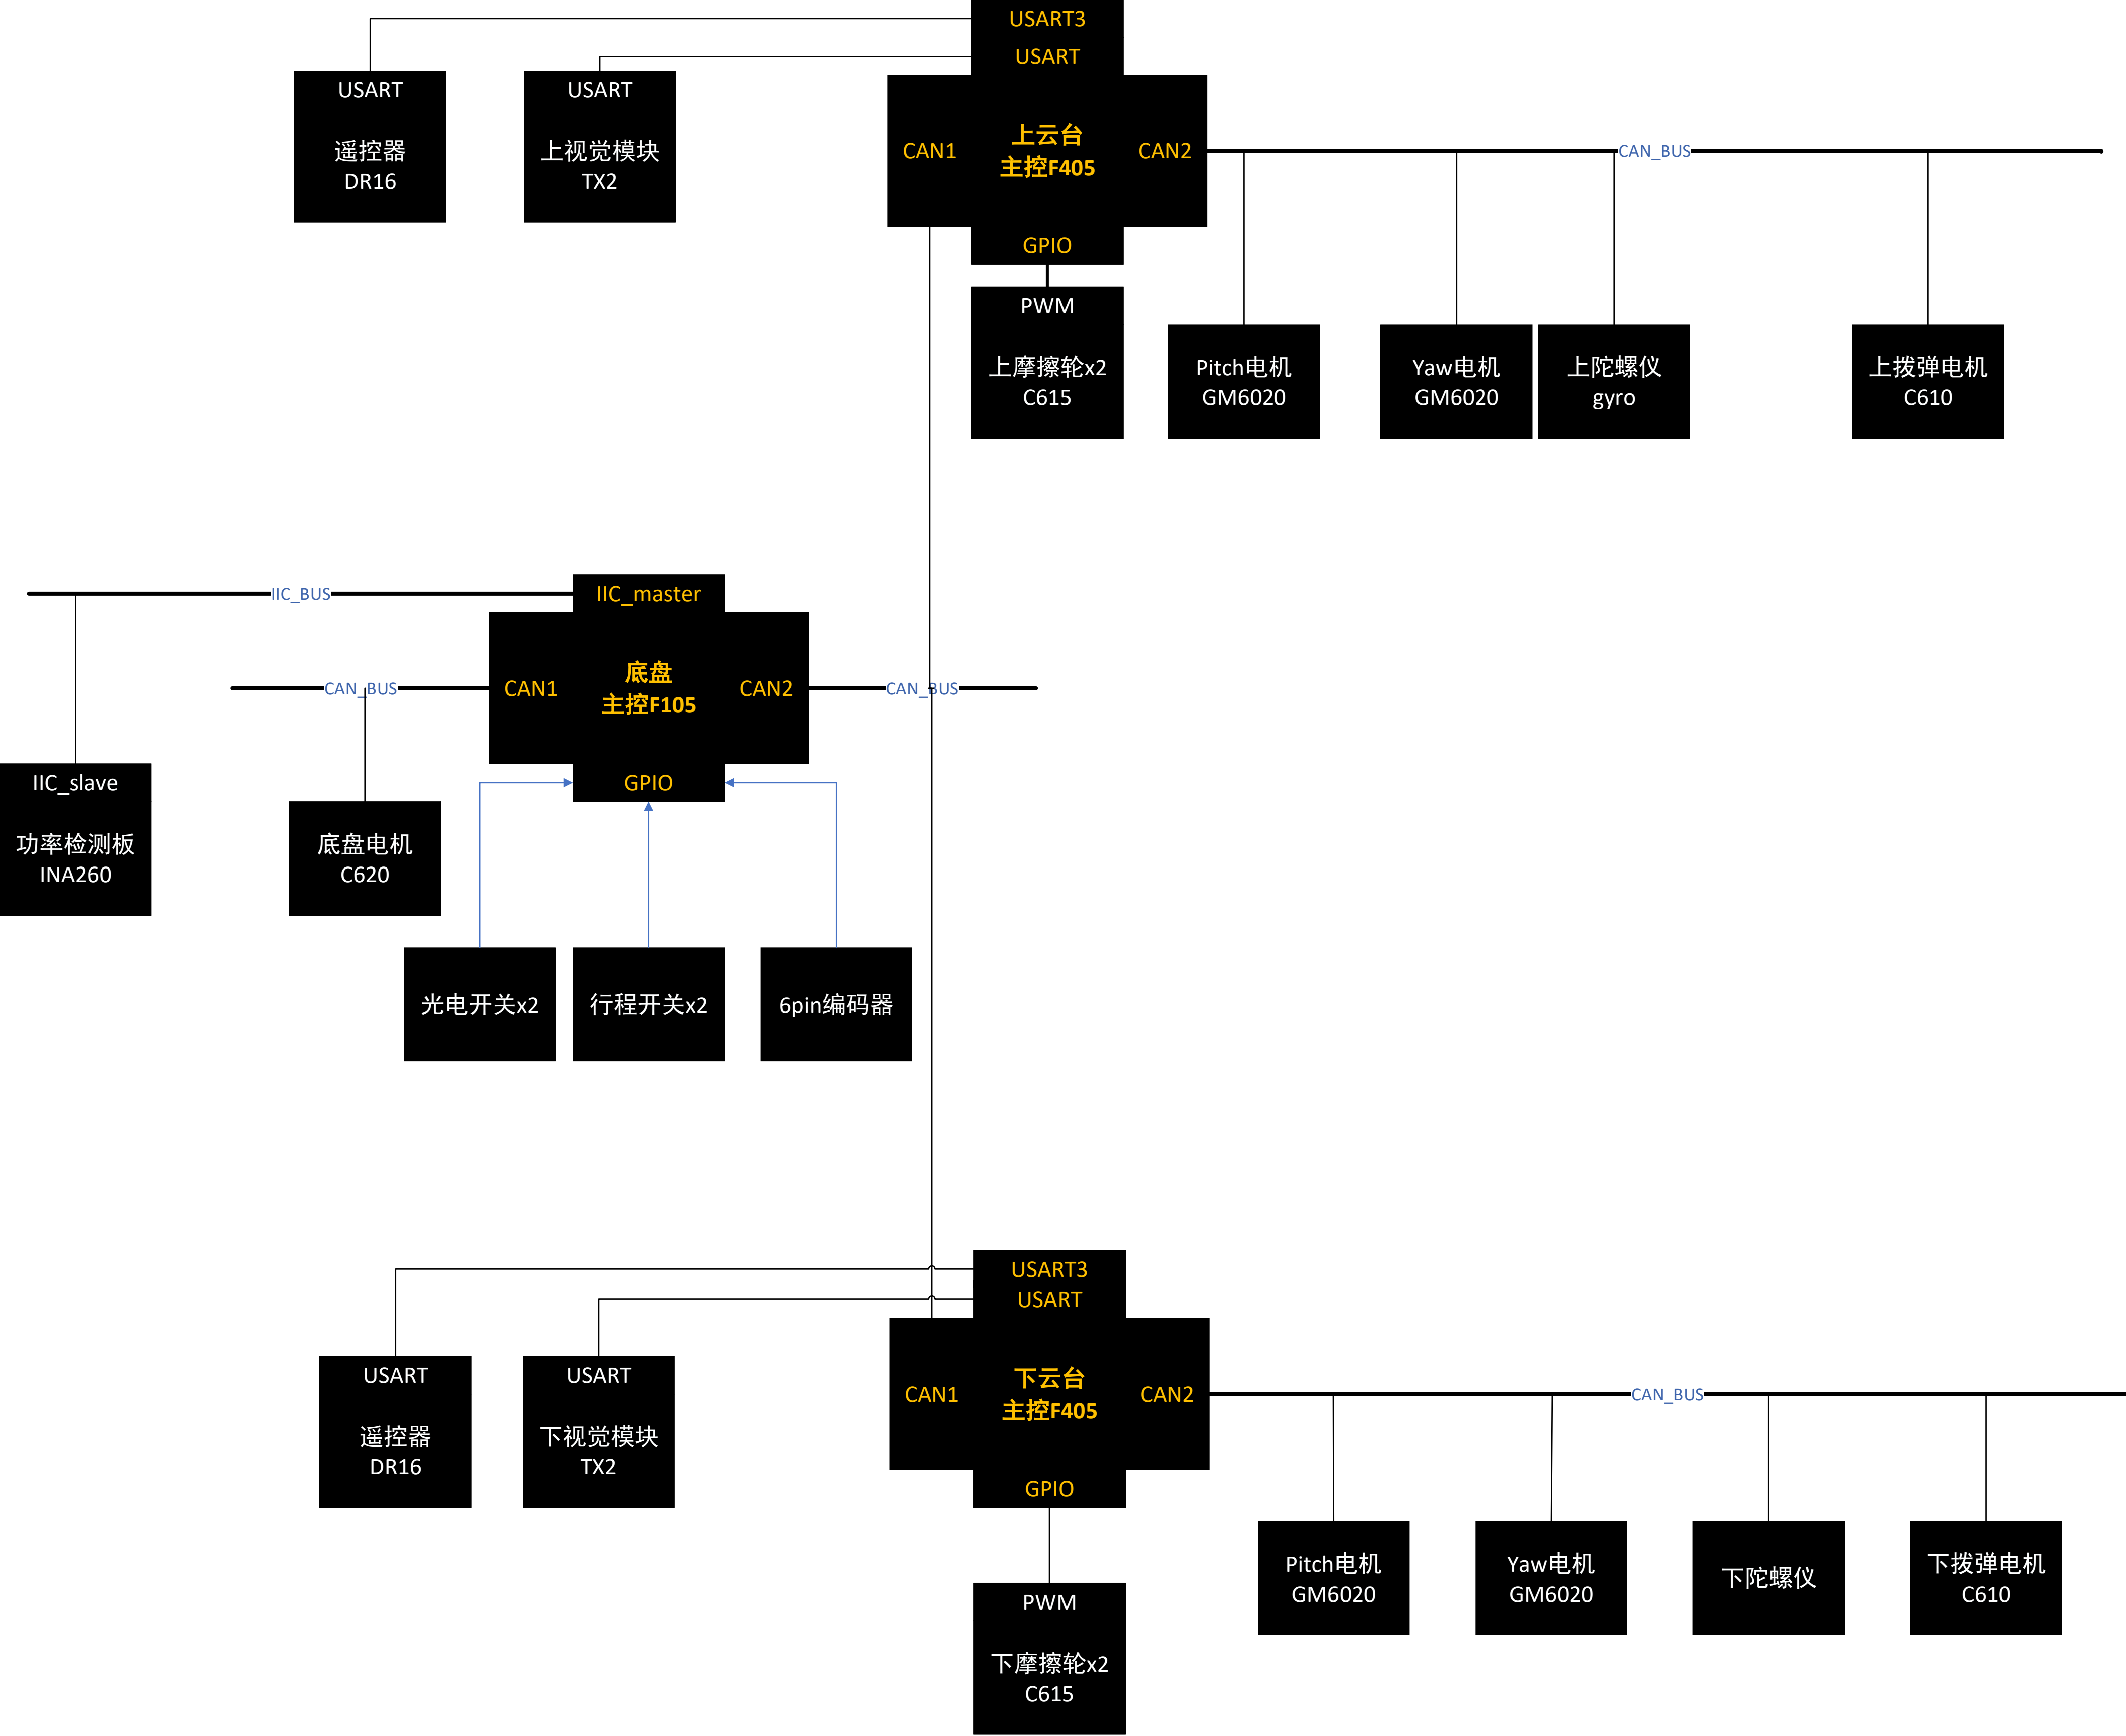 USART3
USART
USART
遥控器
DR16
USART
上视觉模块
TX2
CAN1
上云台
主控F405
CAN2
CAN_BUS
GPIO
PWM
上摩擦轮x2
C615
Pitch电机
GM6020
Yaw电机
GM6020
上陀螺仪
gyro
上拨弹电机
C610
IIC_BUS
IIC_master
CAN_BUS
CAN1
底盘
主控F105
CAN2
CAN_BUS
GPIO
IIC_slave
功率检测板
INA260
底盘电机
C620
光电开关x2
行程开关x2
6pin编码器
USART3
USART
USART
遥控器
DR16
USART
下视觉模块
TX2
CAN1
下云台
主控F405
CAN2
CAN_BUS
GPIO
PWM
下摩擦轮x2
C615
Pitch电机
GM6020
Yaw电机
GM6020
下陀螺仪
下拨弹电机
C610